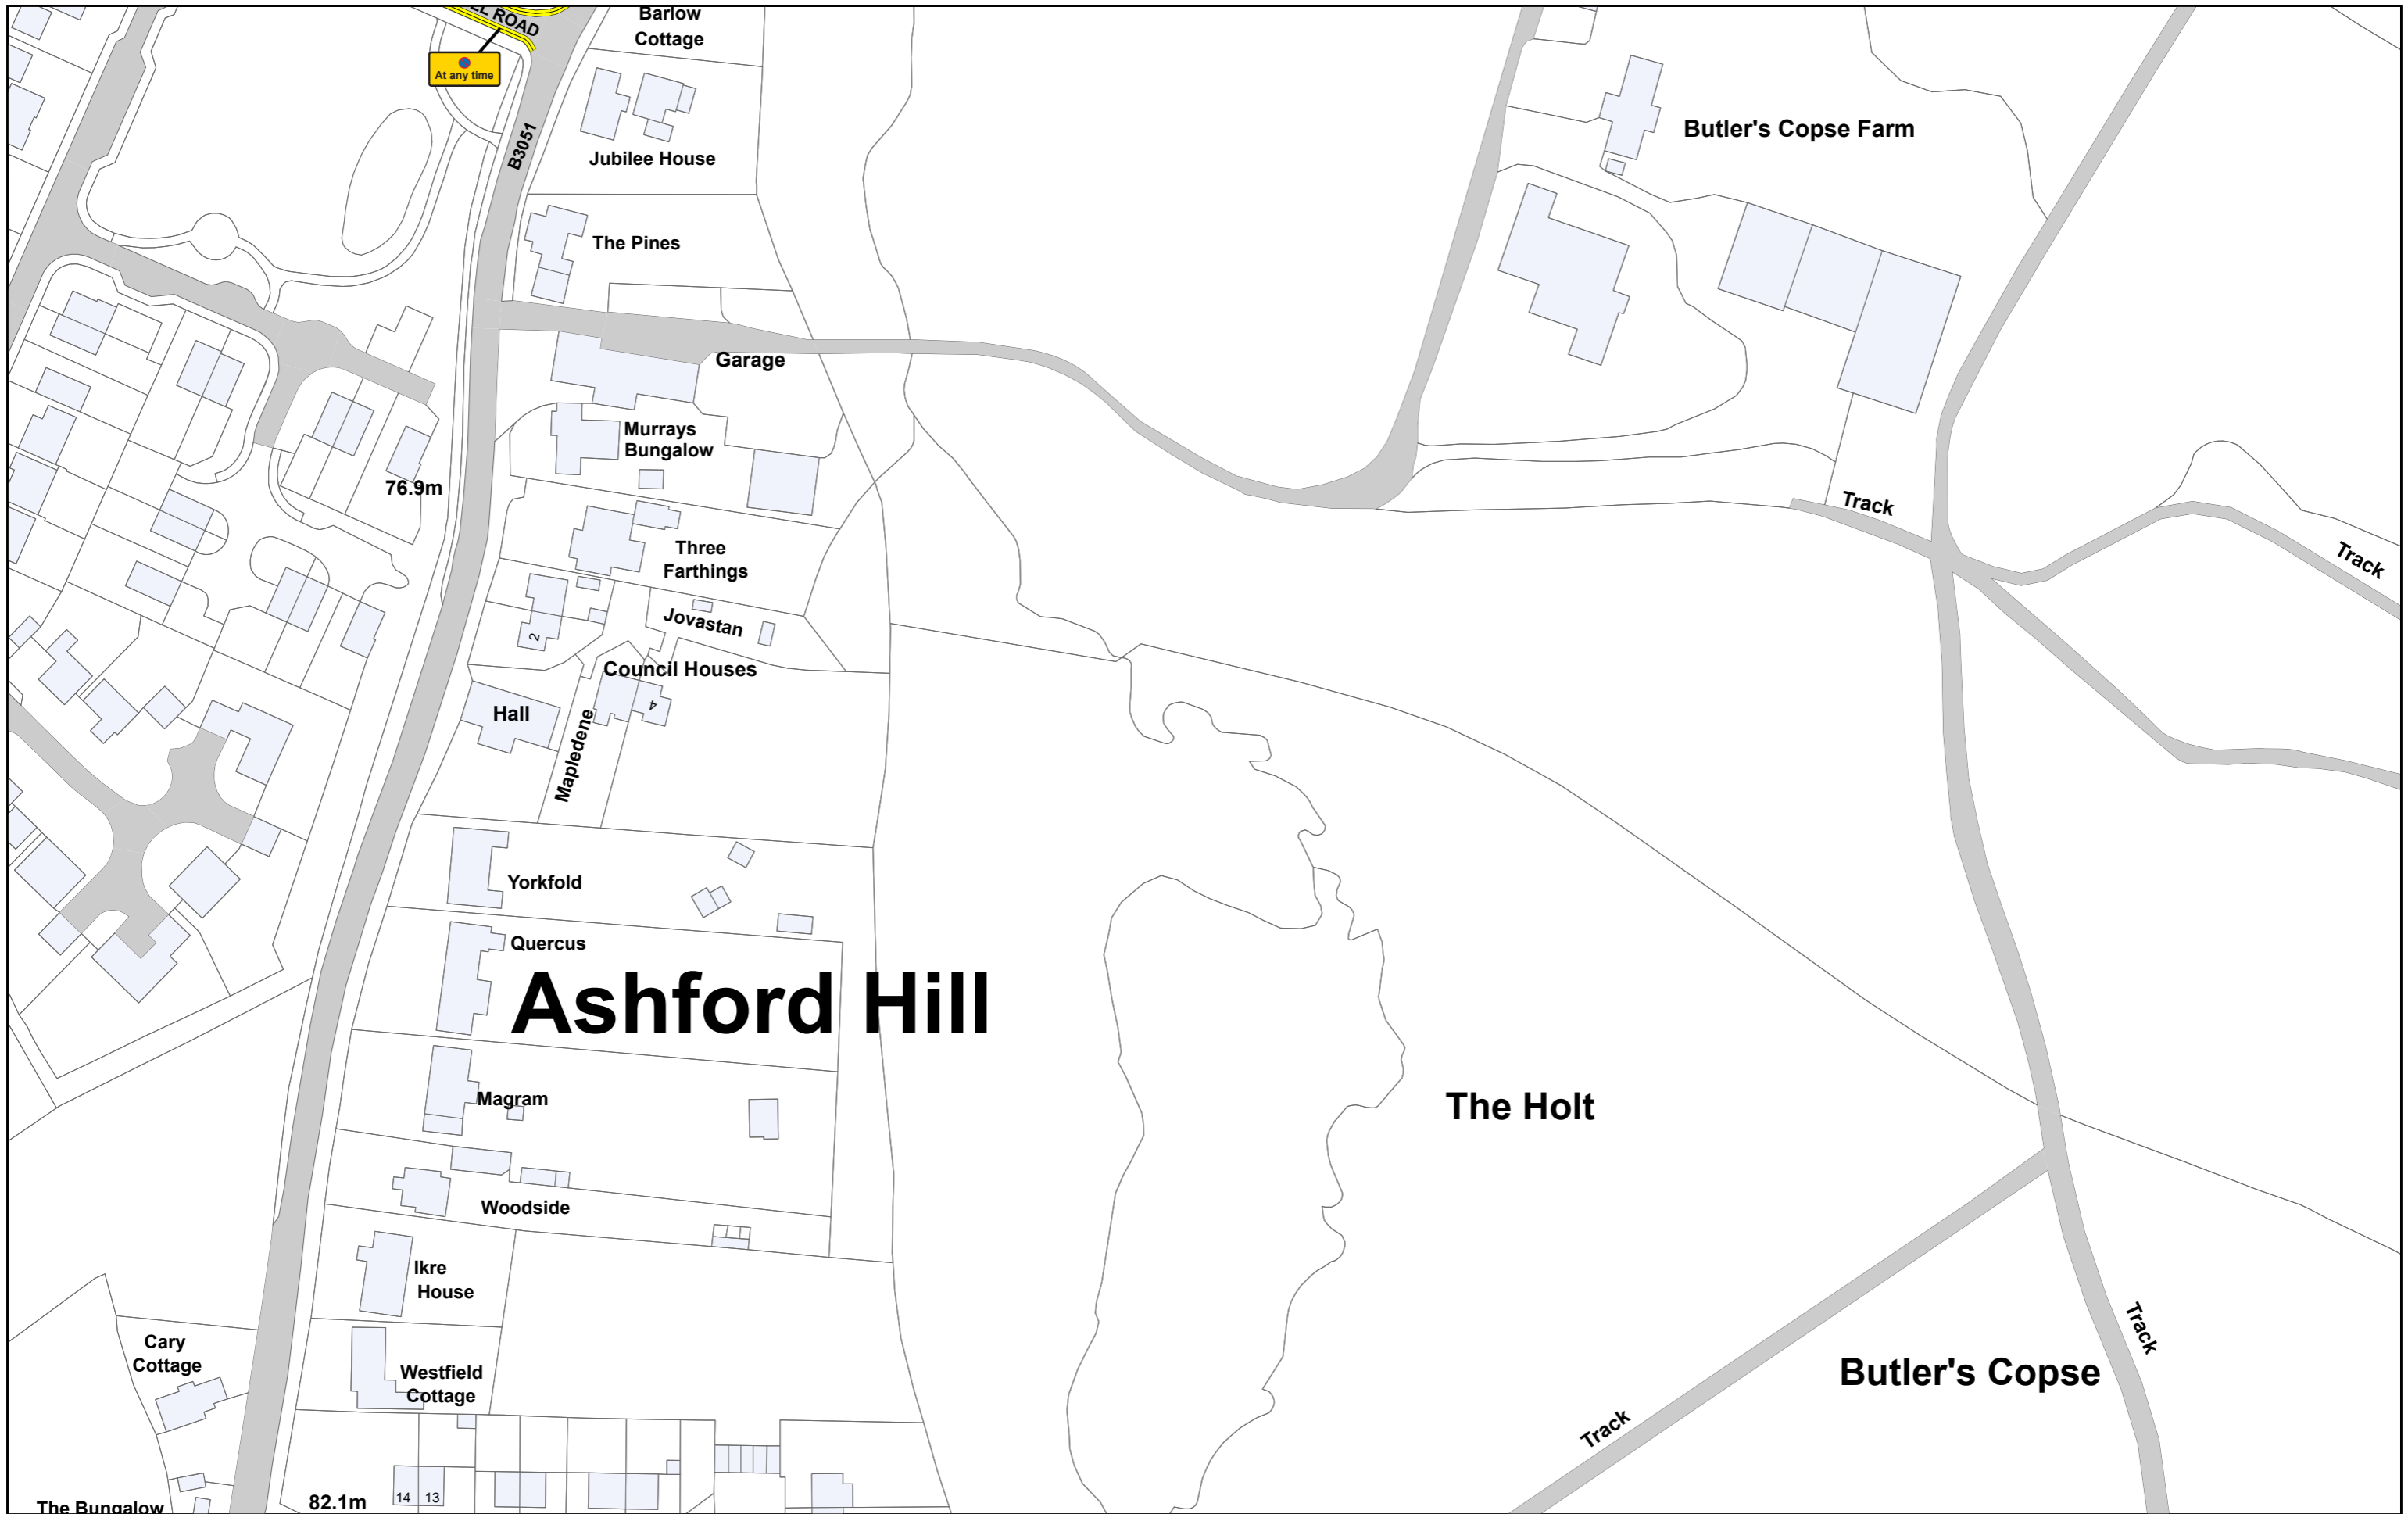 ROAD
Barlow
Cottage
At any time
B3051
Jubilee House
Butler's Copse Farm
The Pines
Garage
Murrays
Bungalow
76.9m
Track
Three
Farthings
Track
2
Jovastan
Council Houses
Hall
4
Mapledene
Yorkfold
Quercus
Ashford Hill
Magram
The Holt
Woodside
Ikre
House
Cary
Cottage
Track
Westfield
Cottage
Butler's Copse
Track
14 13
82.1m
The Bungalow